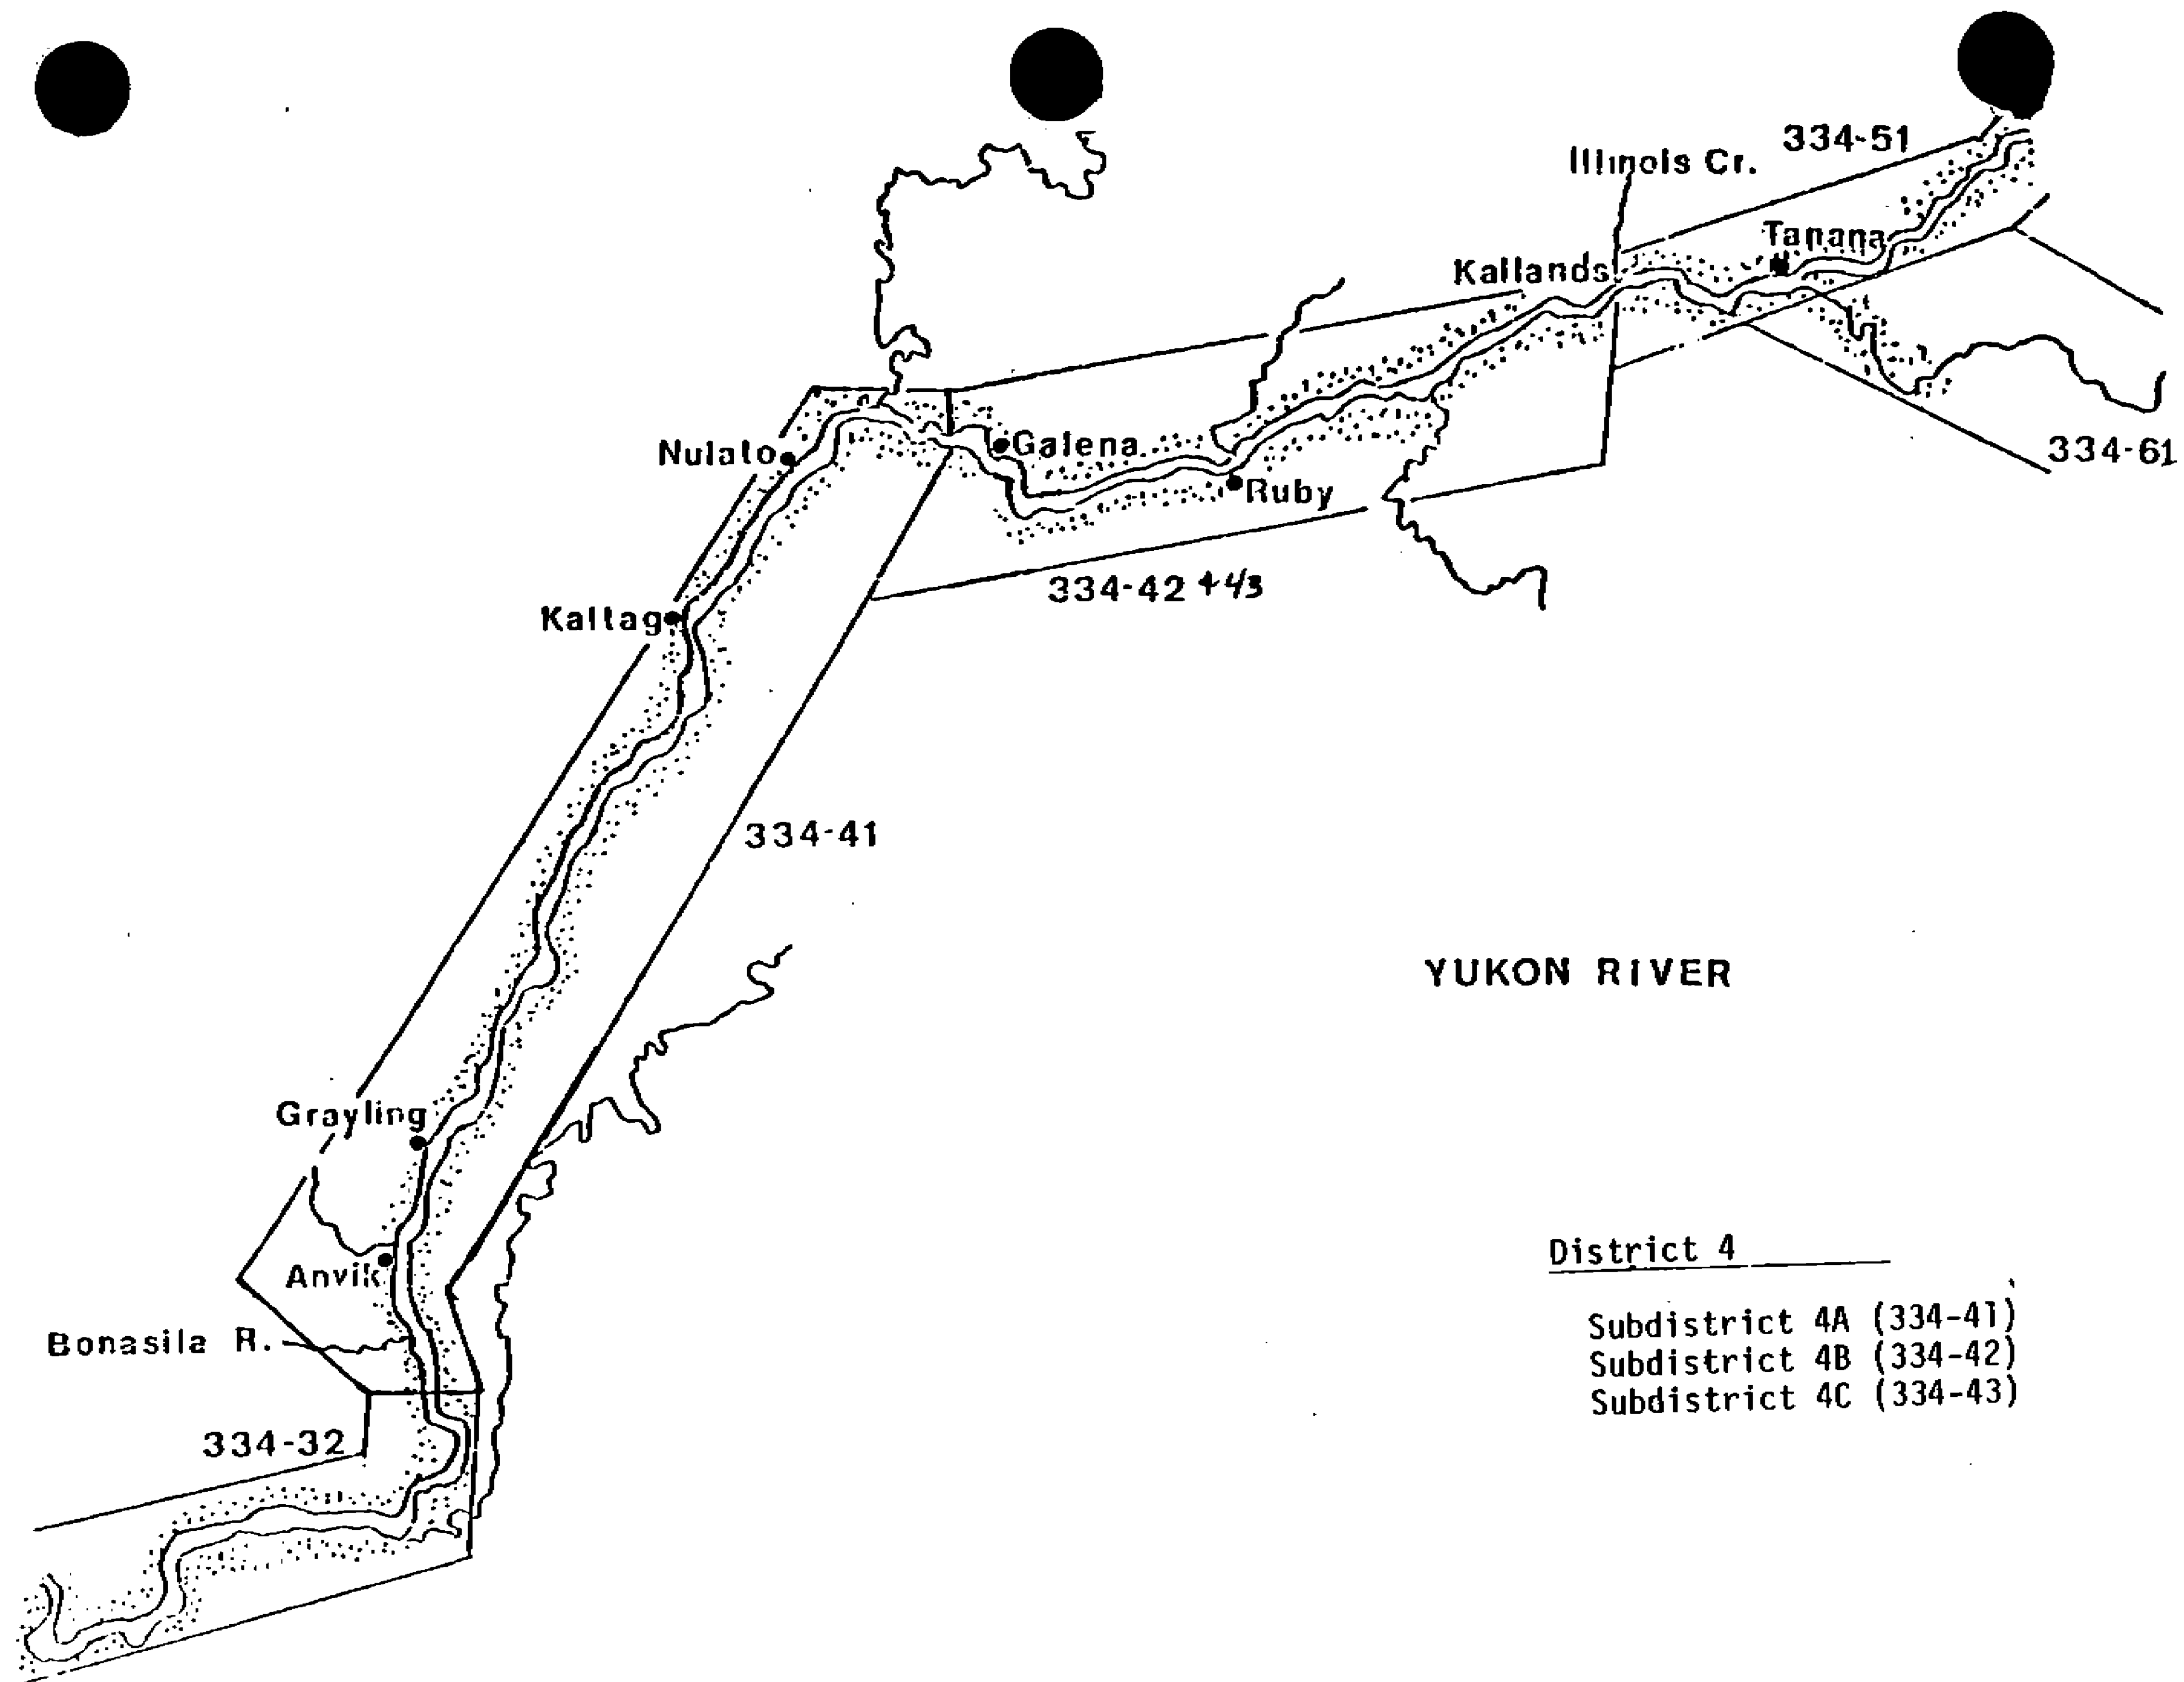 334-51
Illinois Cr.
Tanana
Kallands
Nulato
Galena
334-61
Ruby
334-42 +43
Kaltag
334-41
YUKON RIVER
Grayling
District 4
Anvik
Subdistrict 4A (334-41)
Bonasila R.
Subdistrict 4B (334-42)
Subdistrict 4C (334-43)
334-32